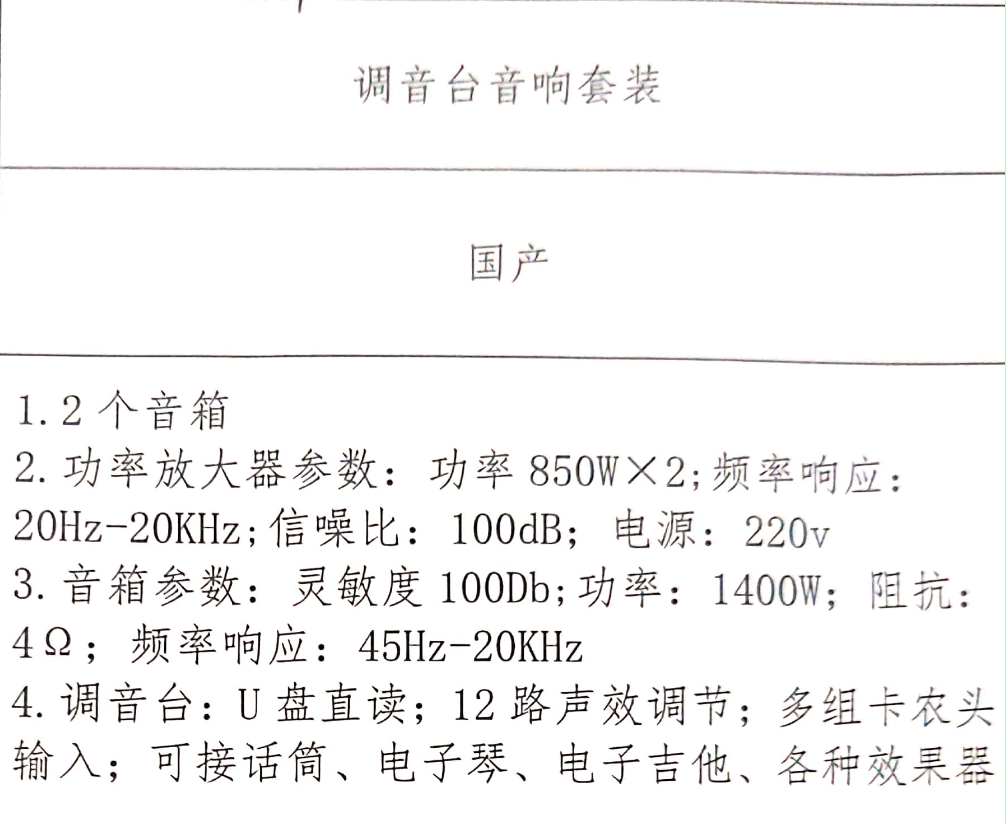 调音台音响套装
国产
1.2 个音箱
2.功率放大器参数：功率 850W×2;频率响应：
20Hz-20KHz;信噪比：100dB；电源：220v
3.音箱参数：灵敏度 100Db;功率：1400W；阻抗：
4Ω；频率响应：45Hz-20KHz
4.调音台：U 盘直读；12 路声效调节；多组卡农头
输入；可接话筒、电子琴、电子吉他、各种效果器